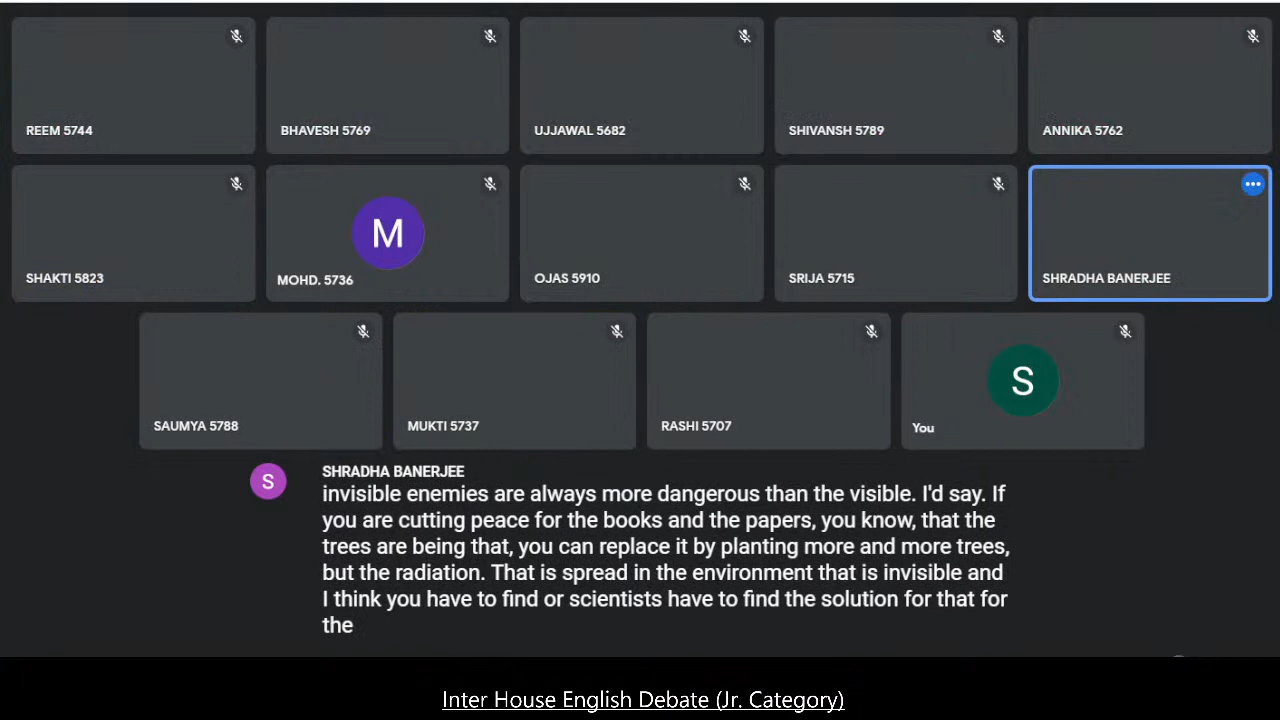 REEM 5744
BHAVESH 5769
UJJAWAL 5682
SHIVANSH 5789
ANNIKA 5762
M
SHAKTI 5823
MOHD. 5736
OJAS 5910
SRIJA 5715
SHRADHA BANERJEE
S
SAUMYA 5788
MUKTI 5737
RASHI 5707
You
S
SHRADHA BANERJEE
invisible enemies are always more dangerous than the visible. I'd say. If
you are cutting peace for the books and the papers, you know, that the
trees are being that, you can replace it by planting more and more trees,
but the radiation. That is spread in the environment that is invisible and
I think you have to find or scientists have to find the solution for that for
the
Inter House English Debate (Jr. Category)